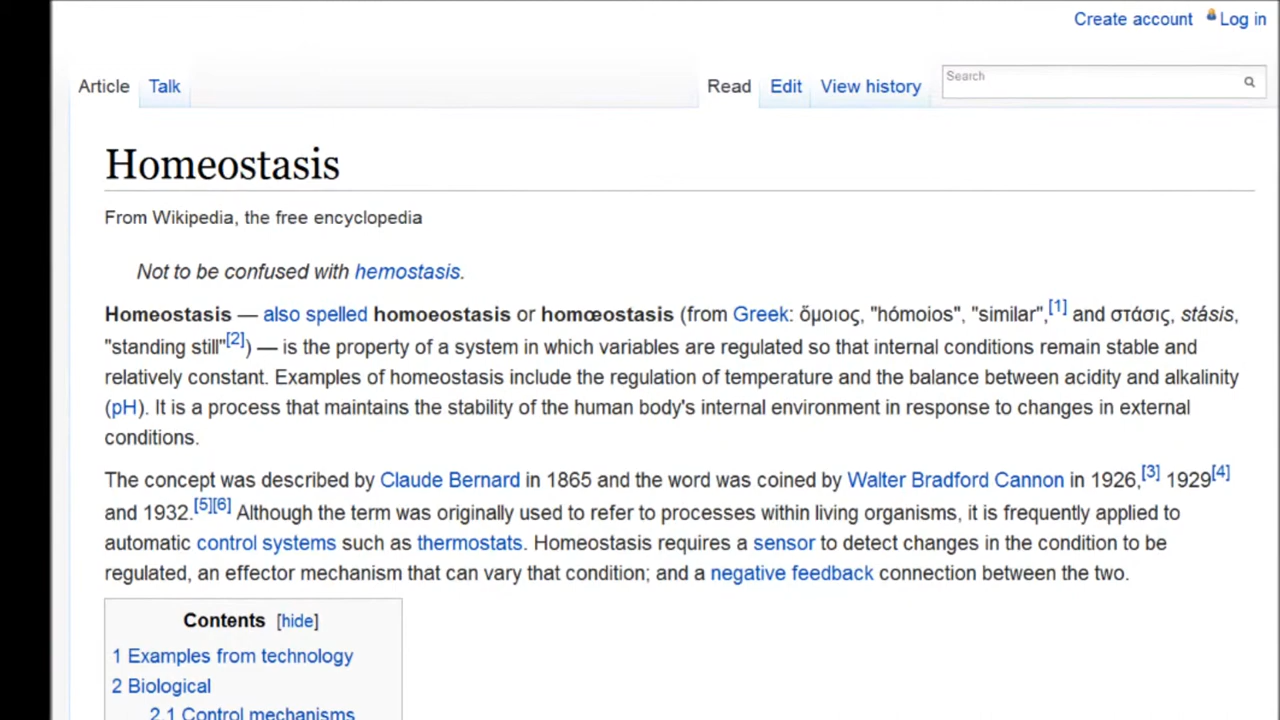 Create account Log in
Article Talk Read Edit View history Search
Homeostasis
From Wikipedia, the free encyclopedia
Not to be confused with hemostasis.
Homeostasis — also spelled homoeostasis or homœostasis (from Greek: ὅμοιος, "hómoios", "similar",[1] and στάσις, stásis,
"standing still"[2]) — is the property of a system in which variables are regulated so that internal conditions remain stable and
relatively constant. Examples of homeostasis include the regulation of temperature and the balance between acidity and alkalinity
(pH). It is a process that maintains the stability of the human body's internal environment in response to changes in external
conditions.
The concept was described by Claude Bernard in 1865 and the word was coined by Walter Bradford Cannon in 1926,[3] 1929[4]
and 1932.[5][6] Although the term was originally used to refer to processes within living organisms, it is frequently applied to
automatic control systems such as thermostats. Homeostasis requires a sensor to detect changes in the condition to be
regulated, an effector mechanism that can vary that condition; and a negative feedback connection between the two.
Contents [hide]
1 Examples from technology
2 Biological
2.1 Control mechanisms